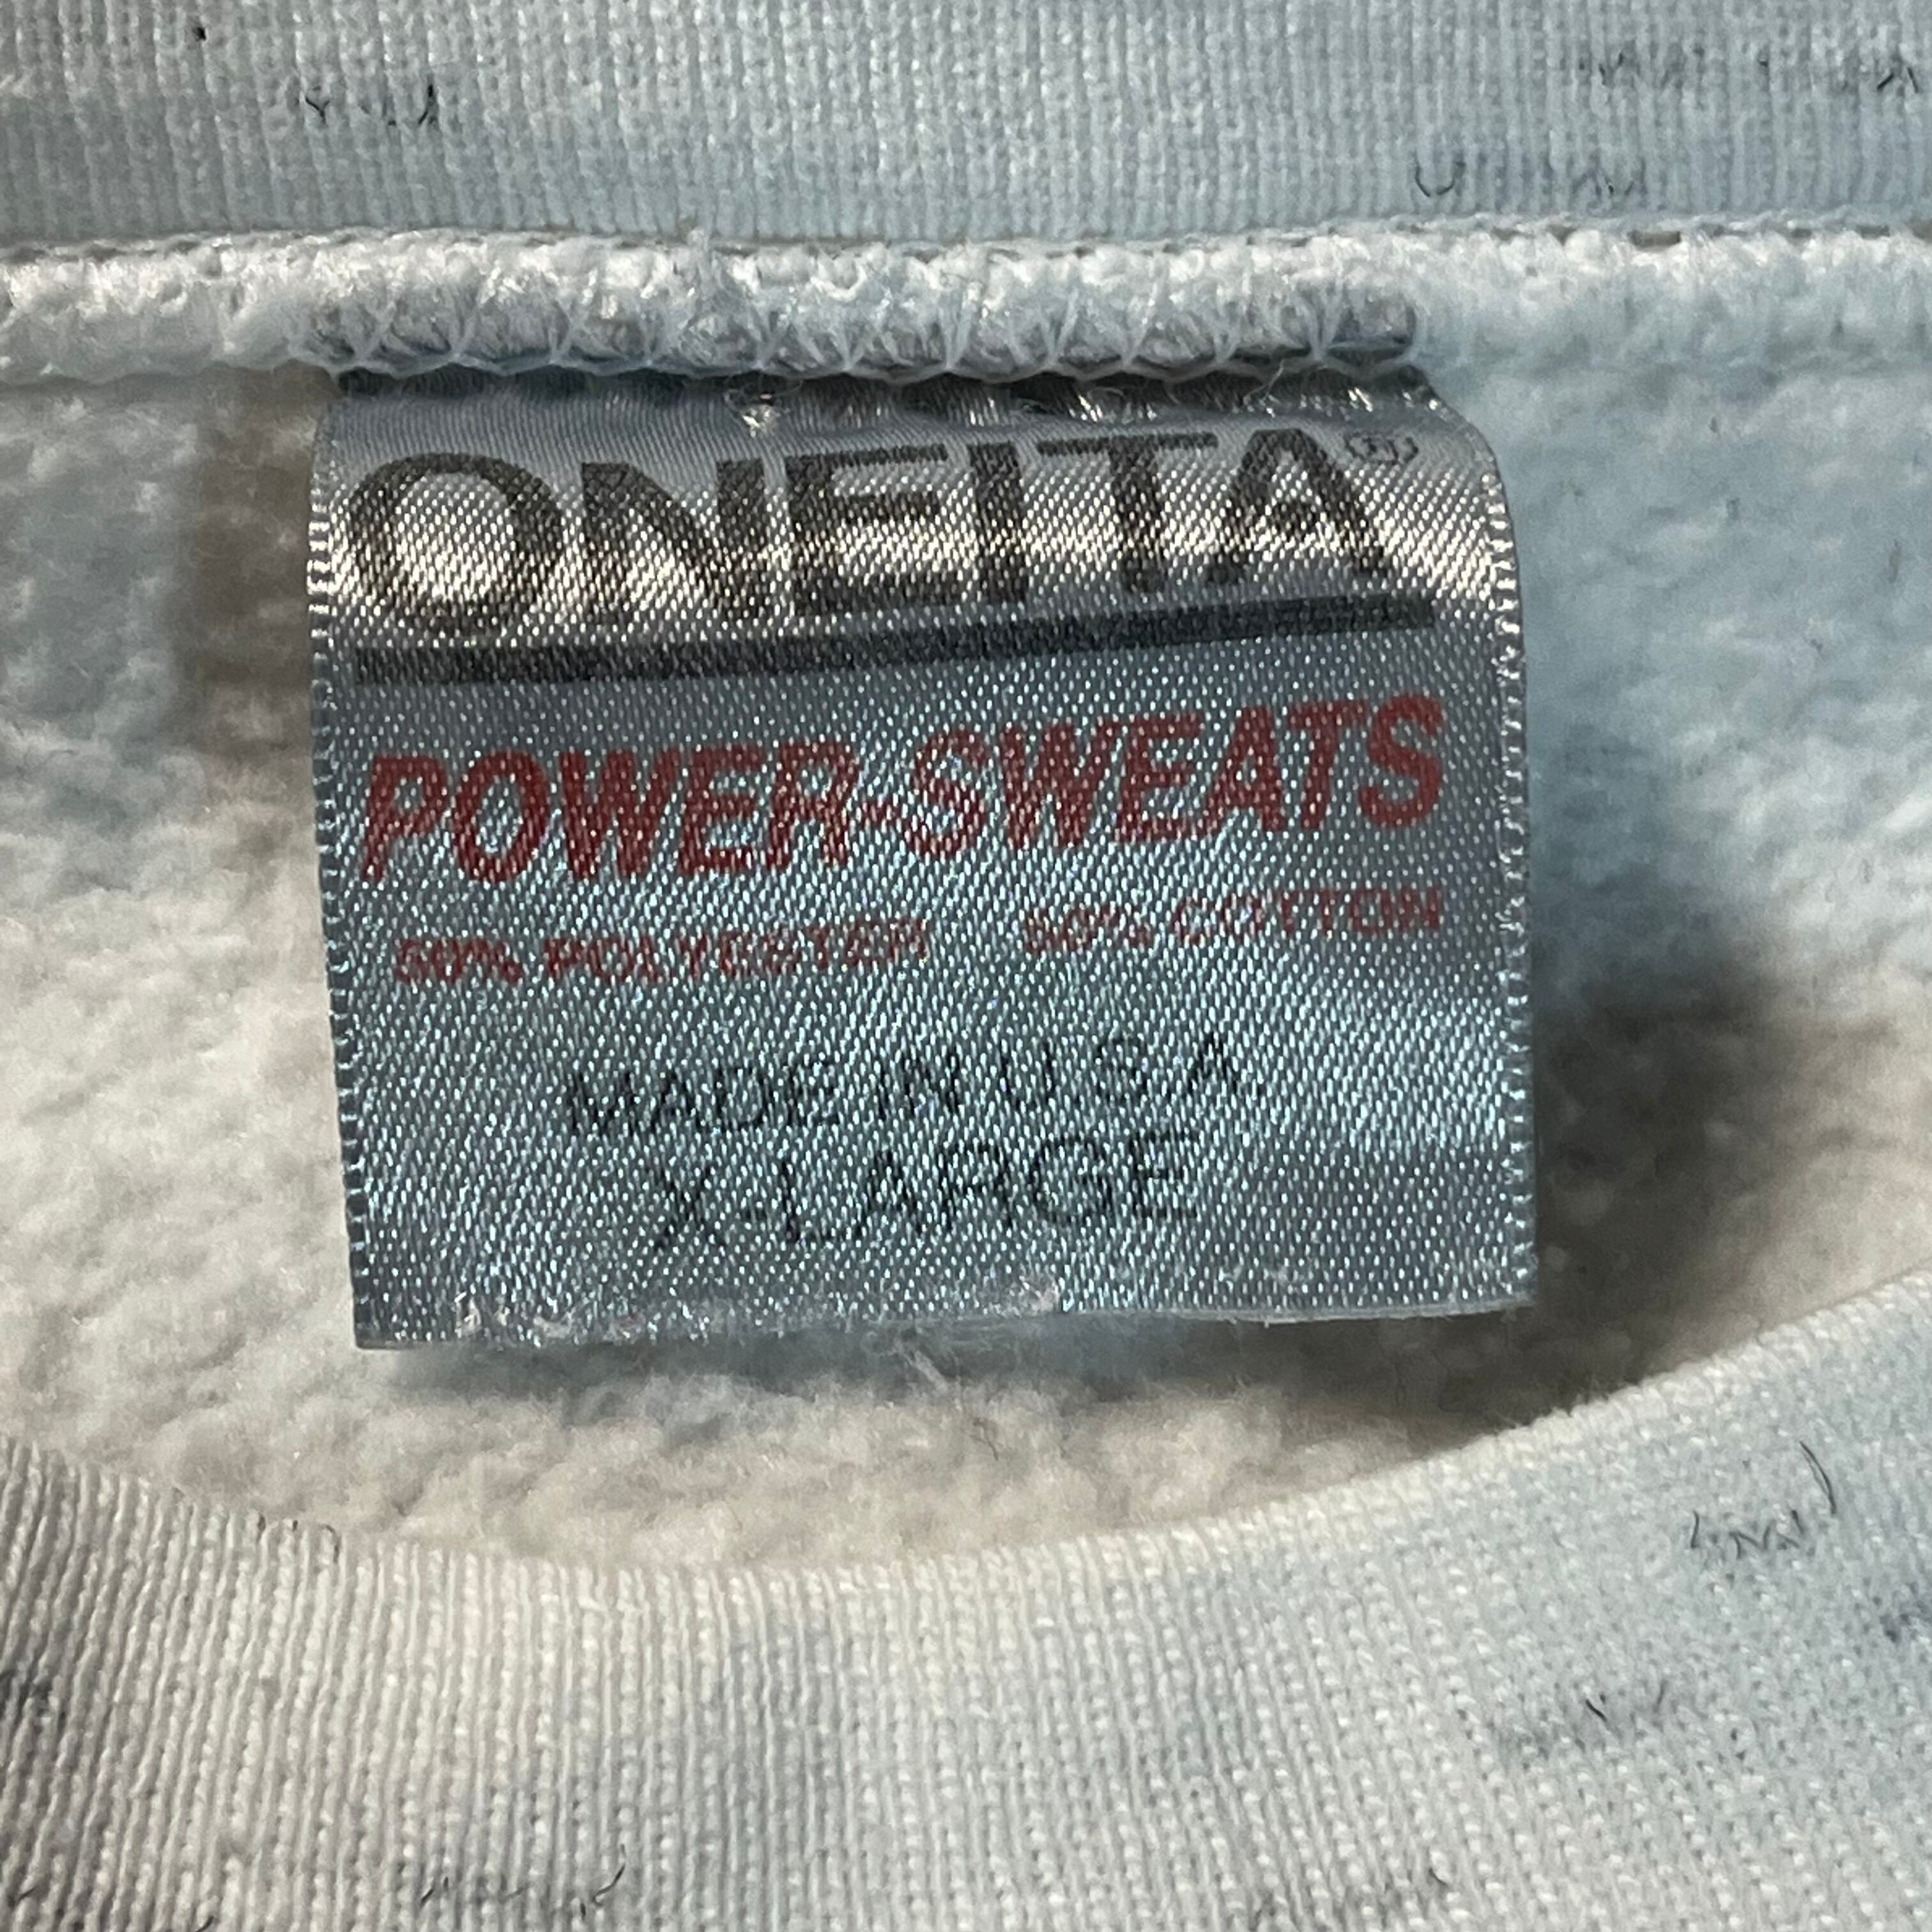 ONEITA®
POWER-SWEATS
50% POLYESTER 50% COTTON
MADE IN U.S.A.
X-LARGE